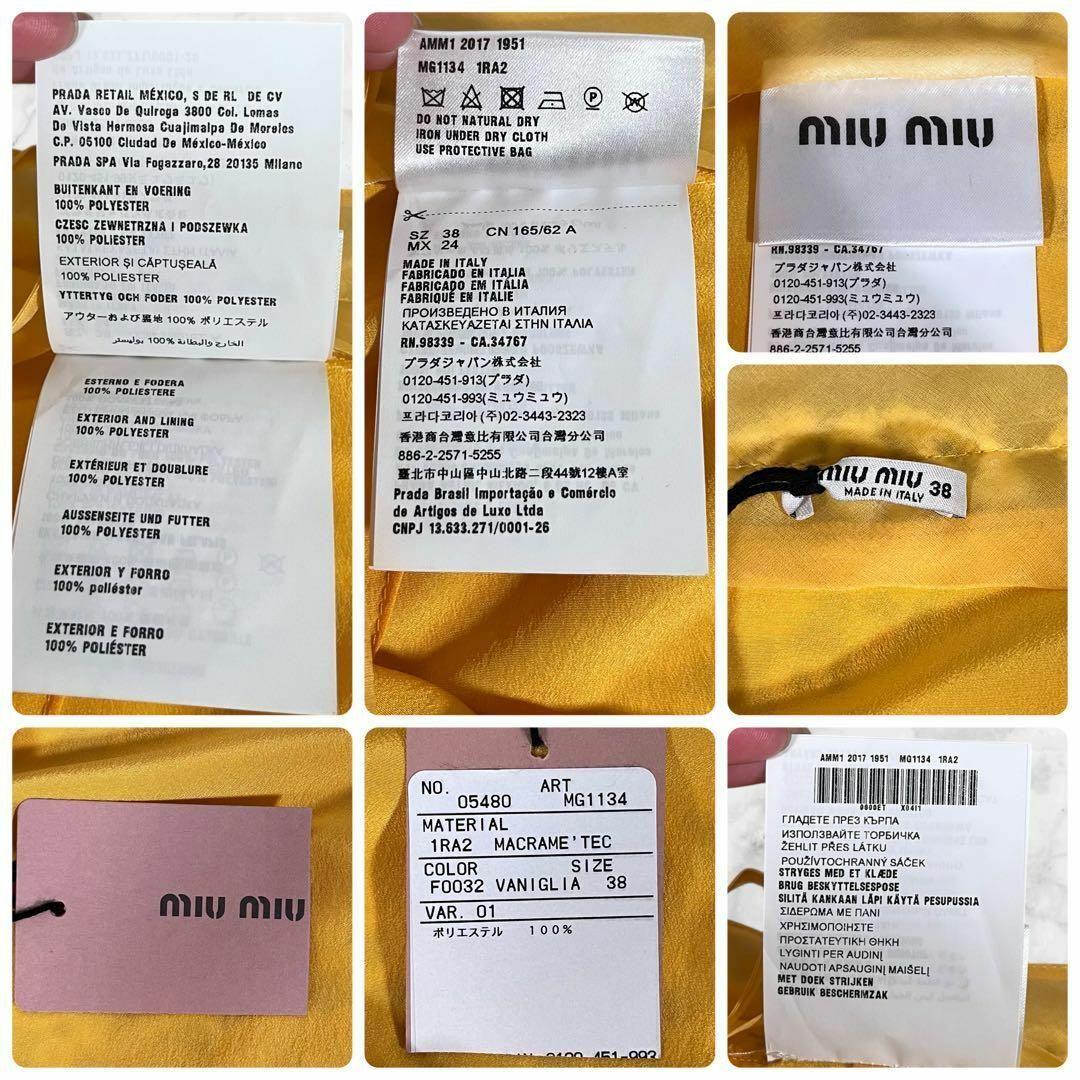 PRADA RETAIL MÉXICO, S DE RL DE CV
AV. Vasco De Quiroga 3800 Col. Lomas
De Vista Hermosa Cuajimalpa De Morelos
C.P. 05100 Ciudad De México-México
PRADA SPA Via Fogazzaro,28 20135 Milano
BUITENKANT EN VOERING
100% POLYESTER
CZESC ZEWNETRZNA I PODSZEWKA
100% POLIESTER
EXTERIOR ȘI CĂPTUȘEALĂ
100% POLIESTER
YTTERTYG OCH FODER 100% POLYESTER
アウターおよび裏地 100% ポリエステル
الخارج والبطانة %100 بوليستر
ESTERNO E FODERA
100% POLIESTERE
EXTERIOR AND LINING
100% POLYESTER
EXTÉRIEUR ET DOUBLURE
100% POLYESTER
AUSSENSEITE UND FUTTER
100% POLYESTER
EXTERIOR Y FORRO
100% poliéster
EXTERIOR E FORRO
100% POLIÉSTER
AMM1 2017 1951
MG1134 1RA2
DO NOT NATURAL DRY
IRON UNDER DRY CLOTH
USE PROTECTIVE BAG
SZ 38 CN 165/62 A
MX 24
MADE IN ITALY
FABRICADO EN ITALIA
FABRICADO EM ITÁLIA
FABRIQUÉ EN ITALIE
ПРОИЗВЕДЕНО В ИТАЛИЯ
ΚΑΤΑΣΚΕΥΑΖΕΤΑΙ ΣΤΗΝ ΙΤΑΛΙΑ
RN.98339 - CA.34767
プラダジャパン株式会社
0120-451-913(プラダ)
0120-451-993(ミュウミュウ)
프라다코리아(주)02-3443-2323
香港商台灣意比有限公司台灣分公司
886-2-2571-5255
臺北市中山區中山北路二段44號12樓A室
Prada Brasil Importação e Comércio
de Artigos de Luxo Ltda
CNPJ 13.633.271/0001-26
miu miu
RN.98339 - CA.34767
プラダジャパン株式会社
0120-451-913(プラダ)
0120-451-993(ミュウミュウ)
프라다코리아(주)02-3443-2323
香港商台灣意比有限公司台灣分公司
886-2-2571-5255
miu miu 38
MADE IN ITALY
miu miu
NO. ART
05480 MG1134
MATERIAL
1RA2 MACRAME'TEC
COLOR SIZE
F0032 VANIGLIA 38
VAR. 01
ポリエステル 100%
0120-451-993
AMM1 2017 1951 MG1134 1RA2
0000ET X0411
ГЛАДЕТЕ ПРЕЗ КЪРПА
ИЗПОЛЗВАЙТЕ ТОРБИЧКА
ŽEHLIT PŘES LÁTKU
POUŽÍVTOCHRANNÝ SÁČEK
STRYGES MED ET KLÆDE
BRUG BESKYTTELSESPOSE
SILITÄ KANKAAN LÄPI KÄYTÄ PESUPUSSIA
ΣΙΔΕΡΩΜΑ ΜΕ ΠΑΝΙ
ΧΡΗΣΙΜΟΠΟΙΗΣΤΕ
ΠΡΟΣΤΑΤΕΥΤΙΚΗ ΘΗΚΗ
LYGINTI PER AUDINĮ
NAUDOTI APSAUGINĮ MAIŠELĮ
MET DOEK STRIJKEN
GEBRUIK BESCHERMZAK